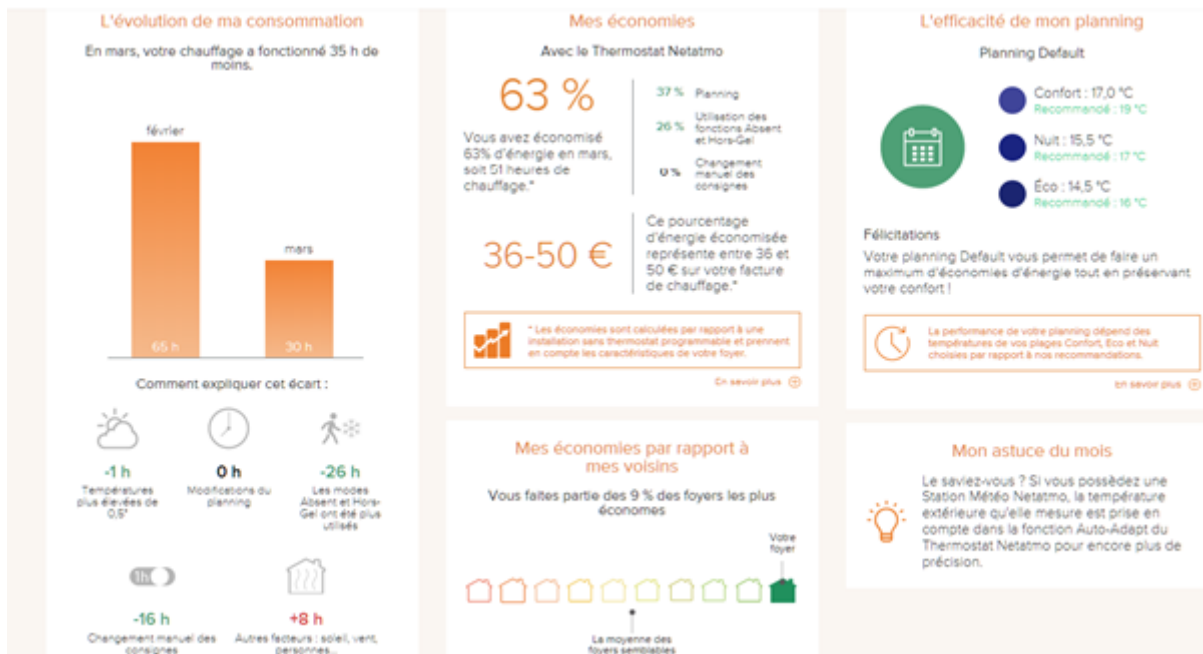 L'évolution de ma consommation
En mars, votre chauffage a fonctionné 35 h de
moins.
février
mars
65 h
30 h
Comment expliquer cet écart :
-1 h
Températures
plus élevées de
0,5°
0 h
Modifications du
planning
-26 h
Les modes
Absent et Hors-
Gel ont été plus
utilisés
1h
-16 h
Changement manuel des
consignes
+8 h
Autres facteurs : soleil, vent,
personnes...
Mes économies
Avec le Thermostat Netatmo
63 %
Vous avez économisé
63% d'énergie en mars,
soit 51 heures de
chauffage.*
37 % Planning
26 % Utilisation des
fonctions Absent
et Hors-Gel
0 % Changement
manuel des
consignes
36-50 €
Ce pourcentage
d'énergie économisée
représente entre 36 et
50 € sur votre facture
de chauffage.*
* Les économies sont calculées par rapport à une
installation sans thermostat programmable et prennent
en compte les caractéristiques de votre foyer.
En savoir plus
Mes économies par rapport à
mes voisins
Vous faites partie des 9 % des foyers les plus
économes
Votre
foyer
La moyenne des
foyers semblables
L'efficacité de mon planning
Planning Default
Confort : 17,0 °C
Recommandé : 19 °C
Nuit : 15,5 °C
Recommandé : 17 °C
Éco : 14,5 °C
Recommandé : 16 °C
Félicitations
Votre planning Default vous permet de faire un
maximum d'économies d'énergie tout en préservant
votre confort !
La performance de votre planning dépend des
températures de vos plages Confort, Eco et Nuit
choisies par rapport à nos recommandations.
En savoir plus
Mon astuce du mois
Le saviez-vous ? Si vous possèdez une
Station Météo Netatmo, la température
extérieure qu'elle mesure est prise en
compte dans la fonction Auto-Adapt du
Thermostat Netatmo pour encore plus de
précision.